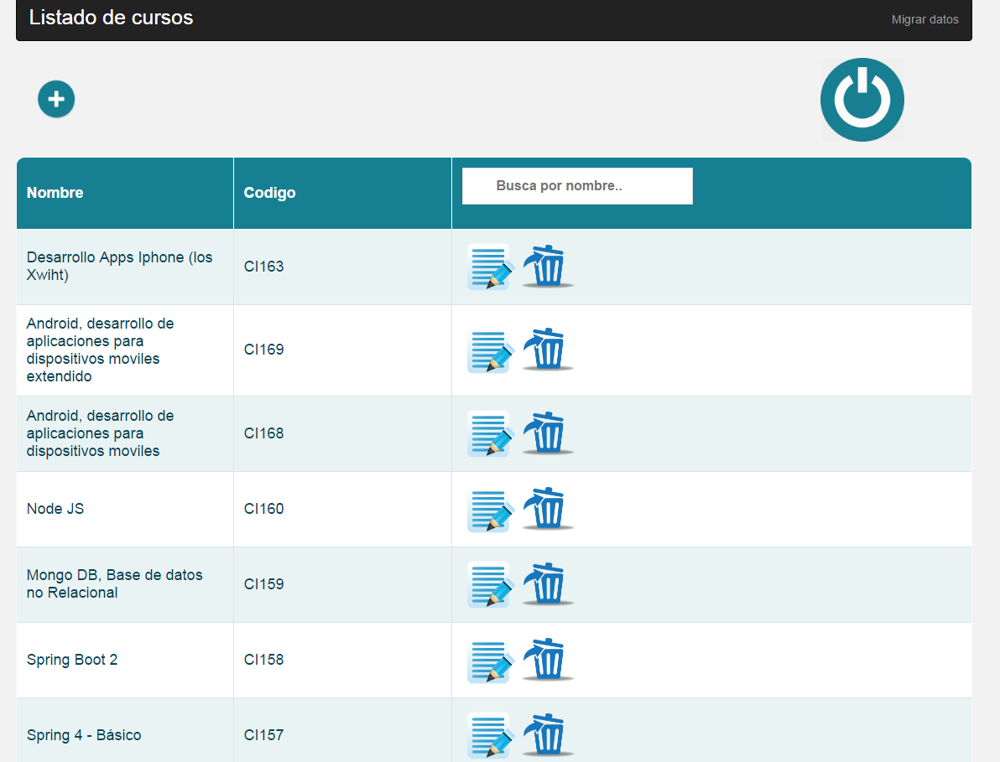 Listado de cursos
Migrar datos
Nombre
Codigo
Busca por nombre..
Desarrollo Apps Iphone (Ios
Xwiht)
CI163
Android, desarrollo de
aplicaciones para
dispositivos moviles
extendido
CI169
Android, desarrollo de
aplicaciones para
dispositivos moviles
CI168
Node JS
CI160
Mongo DB, Base de datos
no Relacional
CI159
Spring Boot 2
CI158
Spring 4 - Básico
CI157